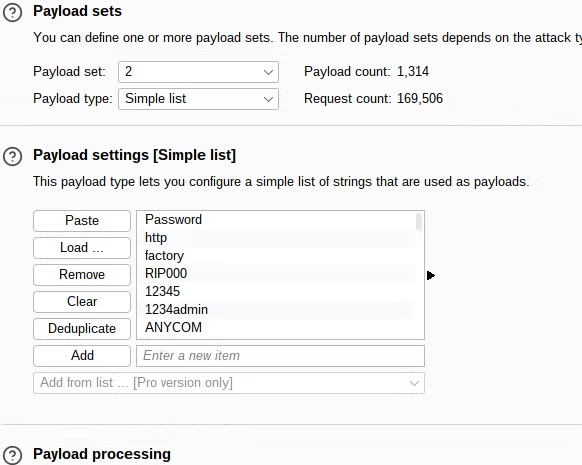 Payload sets
You can define one or more payload sets. The number of payload sets depends on the attack ty
Payload set: 2 Payload count: 1,314
Payload type: Simple list Request count: 169,506
Payload settings [Simple list]
This payload type lets you configure a simple list of strings that are used as payloads.
Paste
Load ...
Remove
Clear
Deduplicate
Password
http
factory
RIP000
12345
1234admin
ANYCOM
Add Enter a new item
Add from list ... [Pro version only]
Payload processing